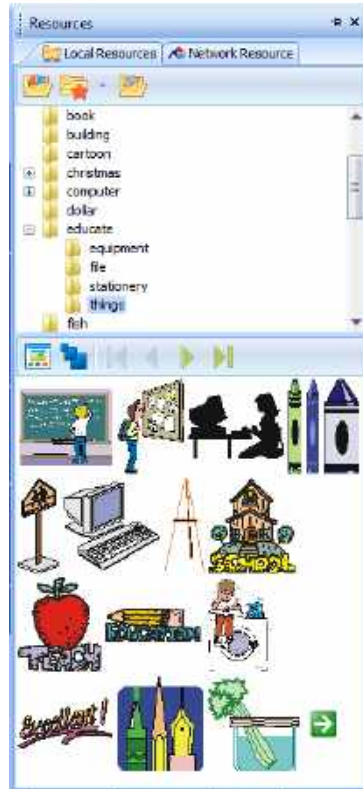 Resources
Local Resources Network Resource
book
building
cartoon
christmas
computer
dollar
educate
equipment
file
stationery
things
fish
SCHOOL
TEACH
EDUCATION
Excellent!